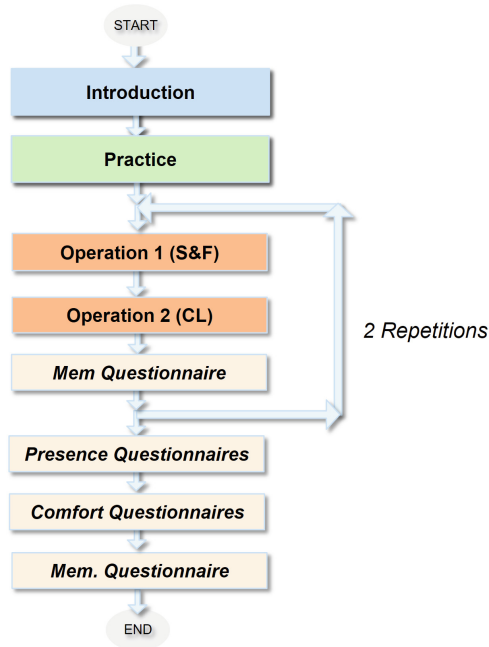 START
Introduction
Practice
Operation 1 (S&F)
Operation 2 (CL)
2 Repetitions
Mem Questionnaire
Presence Questionnaires
Comfort Questionnaires
Mem. Questionnaire
END